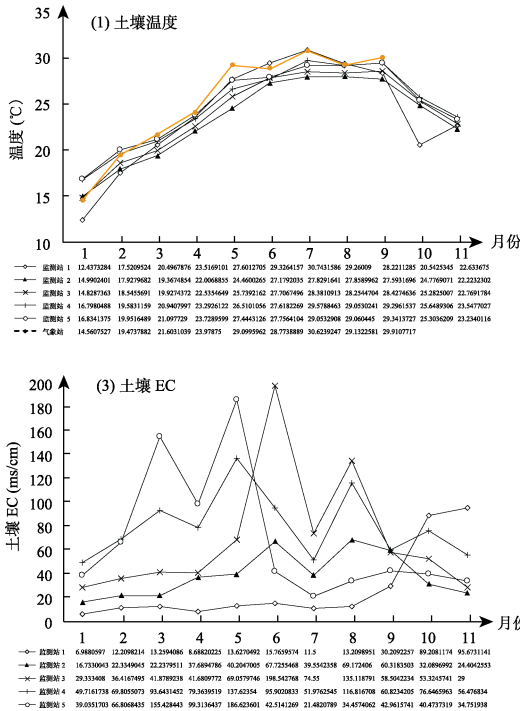 (1) 土壤温度
35
30
25
20
15
10
温度 (℃)
1 2 3 4 5 6 7 8 9 10 11 月份
监测站 1 12.4373284 17.5209524 20.4967876 23.5169101 27.6012705 29.3264157 30.7431586 29.26009 28.2211285 20.5425345 22.633675
监测站 2 14.9902401 17.9279682 19.3674854 22.0068855 24.4600265 27.1792035 27.8291641 27.8589962 27.5931696 24.7769071 22.2232302
监测站 3 14.8287363 18.5455691 19.9274372 22.5354649 25.7392162 27.7067496 28.3810913 28.2544704 28.4274636 25.2825007 22.7691784
监测站 4 16.7980488 19.5831159 20.9407997 23.2926122 26.5101056 27.6182269 29.5788463 29.0530241 29.2961537 25.6489306 23.5477027
监测站 5 16.8341375 19.9516489 21.097729 23.7289599 27.4443126 27.7564104 29.0532908 29.060445 29.3413727 25.3036209 23.2340116
气象站 14.5607527 19.4737882 21.6031039 23.97875 29.0995962 28.7738889 30.6239247 29.1322581 29.9107717
(3) 土壤 EC
200
180
160
140
120
100
80
60
40
20
0
土壤 EC (ms/cm)
1 2 3 4 5 6 7 8 9 10 11 月份
监测站 1 6.9880597 12.2098214 13.2594086 8.68820225 13.6270492 15.7659574 11.5 13.2098951 30.2092257 89.2081174 95.6731141
监测站 2 16.7330043 22.3349045 22.2379511 37.6894786 40.2047005 67.7255468 39.5542358 69.172406 60.3183503 32.0896992 24.4042553
监测站 3 29.333408 36.4167495 41.8789238 41.6809772 69.0579746 198.542768 74.55 135.118791 58.5042234 53.3245741 29
监测站 4 49.7161738 69.8055073 93.6431452 79.3639519 137.62354 95.9020833 51.9762545 116.816708 60.8234205 76.6465963 56.476834
监测站 5 39.0351703 66.8068435 155.428443 99.3136437 186.623601 42.5141269 21.4820789 34.4574062 42.9615741 40.4737319 34.751938